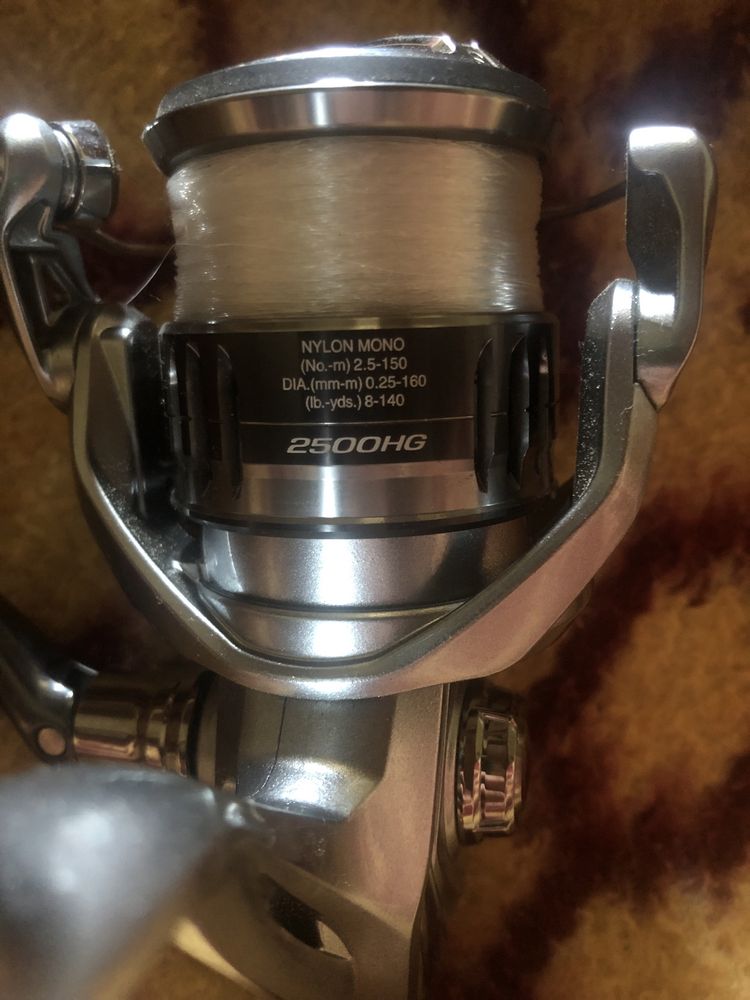 NYLON MONO
(No.-m) 2.5-150
DIA.(mm-m) 0.25-160
(lb.-yds.) 8-140
2500HG